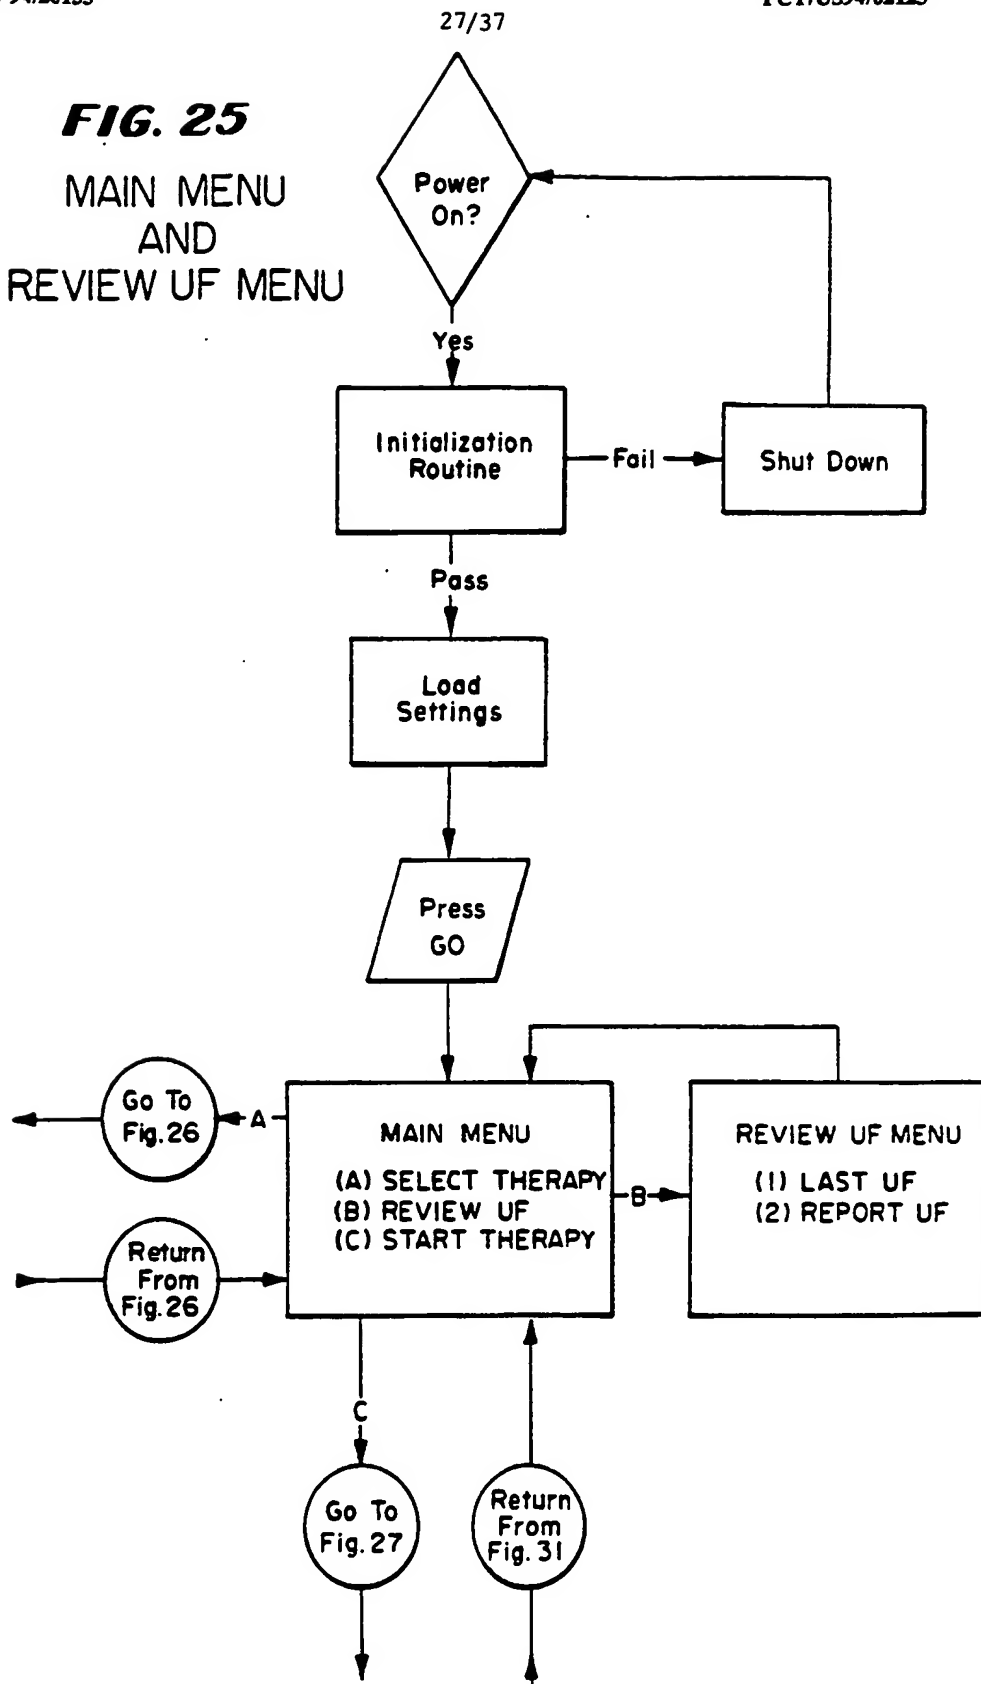 27/37
FIG. 25
MAIN MENU
AND
REVIEW UF MENU
Power
On?
Yes
Initialization
Routine
Fail
Shut Down
Pass
Load
Settings
Press
GO
Go To
Fig. 26
A
MAIN MENU
(A) SELECT THERAPY
(B) REVIEW UF
(C) START THERAPY
B
REVIEW UF MENU
(1) LAST UF
(2) REPORT UF
Return
From
Fig. 26
C
Go To
Fig. 27
Return
From
Fig. 31